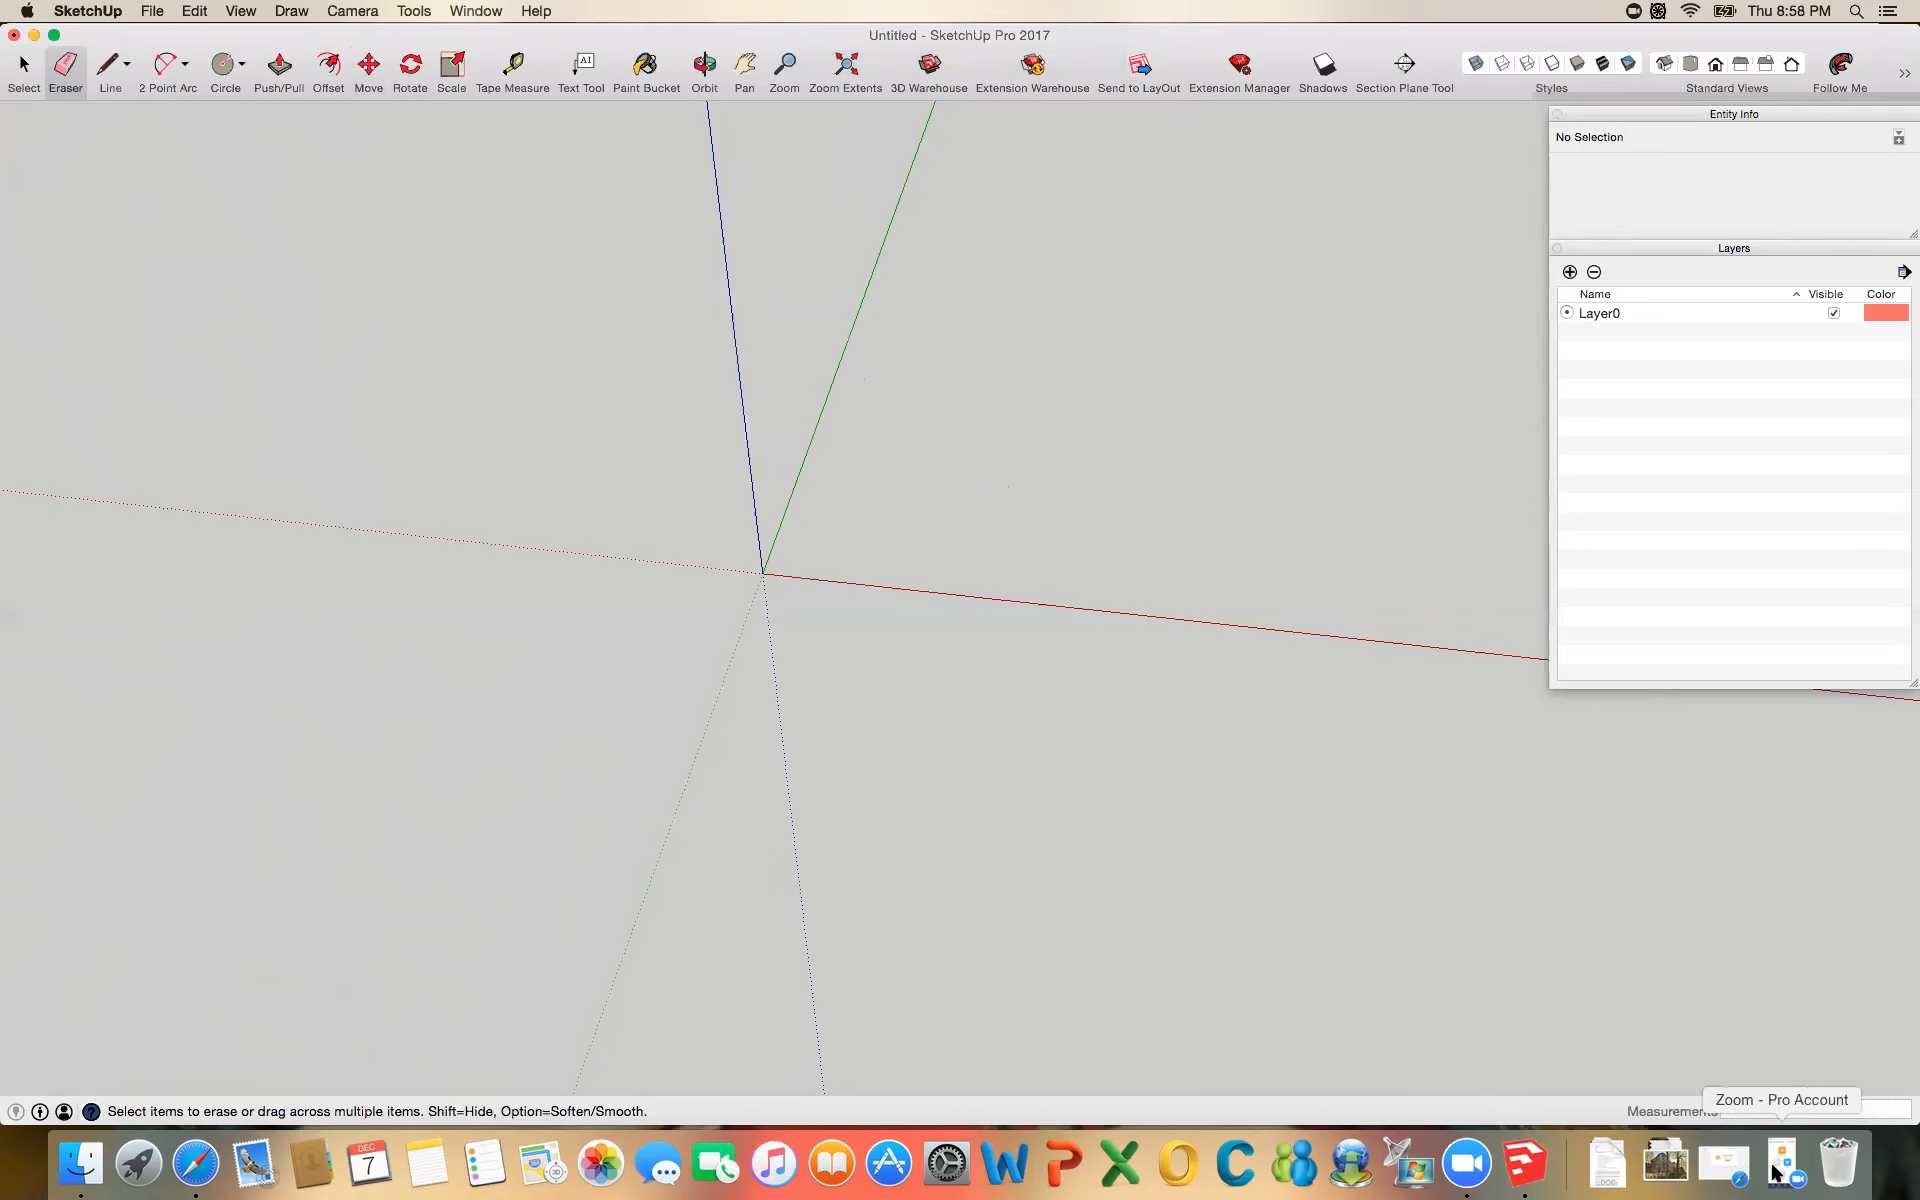 SketchUp File Edit View Draw Camera Tools Window Help Thu 8:58 PM
Untitled - SketchUp Pro 2017
A1
Select Eraser Line 2 Point Arc Circle Push/Pull Offset Move Rotate Scale Tape Measure Text Tool Paint Bucket Orbit Pan Zoom Zoom Extents 3D Warehouse Extension Warehouse Send to LayOut Extension Manager Shadows Section Plane Tool Styles Standard Views Follow Me
Entity Info
No Selection
Layers
Name Visible Color
Layer0
Zoom - Pro Account
Select items to erase or drag across multiple items. Shift=Hide, Option=Soften/Smooth.
Measurements
DEC
7